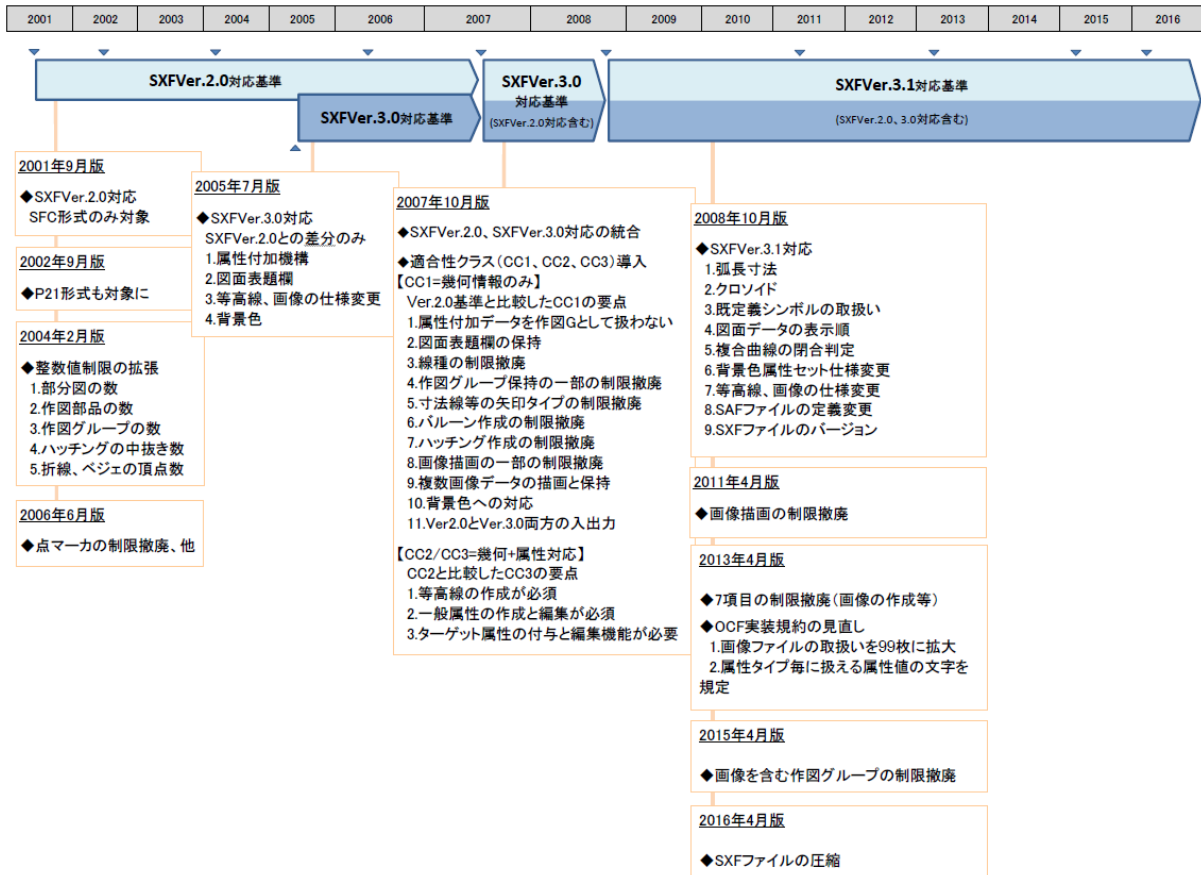 2001 2002 2003 2004 2005 2006 2007 2008 2009 2010 2011 2012 2013 2014 2015 2016
SXFVer.2.0対応基準
SXFVer.3.0対応基準
SXFVer.3.0
対応基準
(SXFVer.2.0対応含む)
SXFVer.3.1対応基準
(SXFVer.2.0、3.0対応含む)
2001年9月版
◆SXFVer.2.0対応
SFC形式のみ対象
2002年9月版
◆P21形式も対象に
2004年2月版
◆整数値制限の拡張
1.部分図の数
2.作図部品の数
3.作図グループの数
4.ハッチングの中抜き数
5.折線、ベジェの頂点数
2006年6月版
◆点マーカの制限撤廃、他
2005年7月版
◆SXFVer.3.0対応
SXFVer.2.0との差分のみ
1.属性付加機構
2.図面表題欄
3.等高線、画像の仕様変更
4.背景色
2007年10月版
◆SXFVer.2.0、SXFVer.3.0対応の統合
◆適合性クラス(CC1、CC2、CC3)導入
【CC1=幾何情報のみ】
Ver.2.0基準と比較したCC1の要点
1.属性付加データを作図Gとして扱わない
2.図面表題欄の保持
3.線種の制限撤廃
4.作図グループ保持の一部の制限撤廃
5.寸法線等の矢印タイプの制限撤廃
6.バルーン作成の制限撤廃
7.ハッチング作成の制限撤廃
8.画像描画の一部の制限撤廃
9.複数画像データの描画と保持
10.背景色への対応
11.Ver2.0とVer.3.0両方の入出力
【CC2/CC3=幾何+属性対応】
CC2と比較したCC3の要点
1.等高線の作成が必須
2.一般属性の作成と編集が必須
3.ターゲット属性の付与と編集機能が必要
2008年10月版
◆SXFVer.3.1対応
1.弧長寸法
2.クロソイド
3.既定義シンボルの取扱い
4.図面データの表示順
5.複合曲線の閉合判定
6.背景色属性セット仕様変更
7.等高線、画像の仕様変更
8.SAFファイルの定義変更
9.SXFファイルのバージョン
2011年4月版
◆画像描画の制限撤廃
2013年4月版
◆7項目の制限撤廃(画像の作成等)
◆OCF実装規約の見直し
1.画像ファイルの取扱いを99枚に拡大
2.属性タイプ毎に扱える属性値の文字を
規定
2015年4月版
◆画像を含む作図グループの制限撤廃
2016年4月版
◆SXFファイルの圧縮